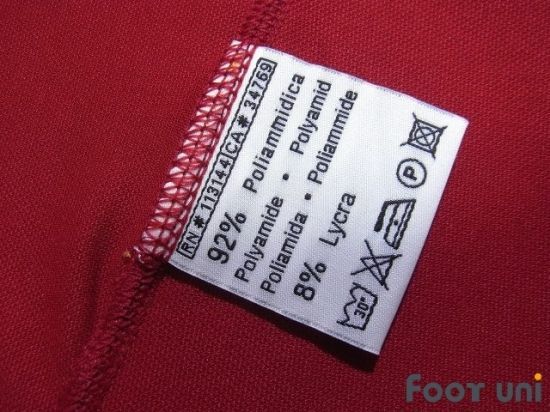 RN # 113144 CA # 34769
92% Poliammidica
Polyamide • Polyamid
Poliamida • Poliammide
8% Lycra
30°
P
FOOT UNI